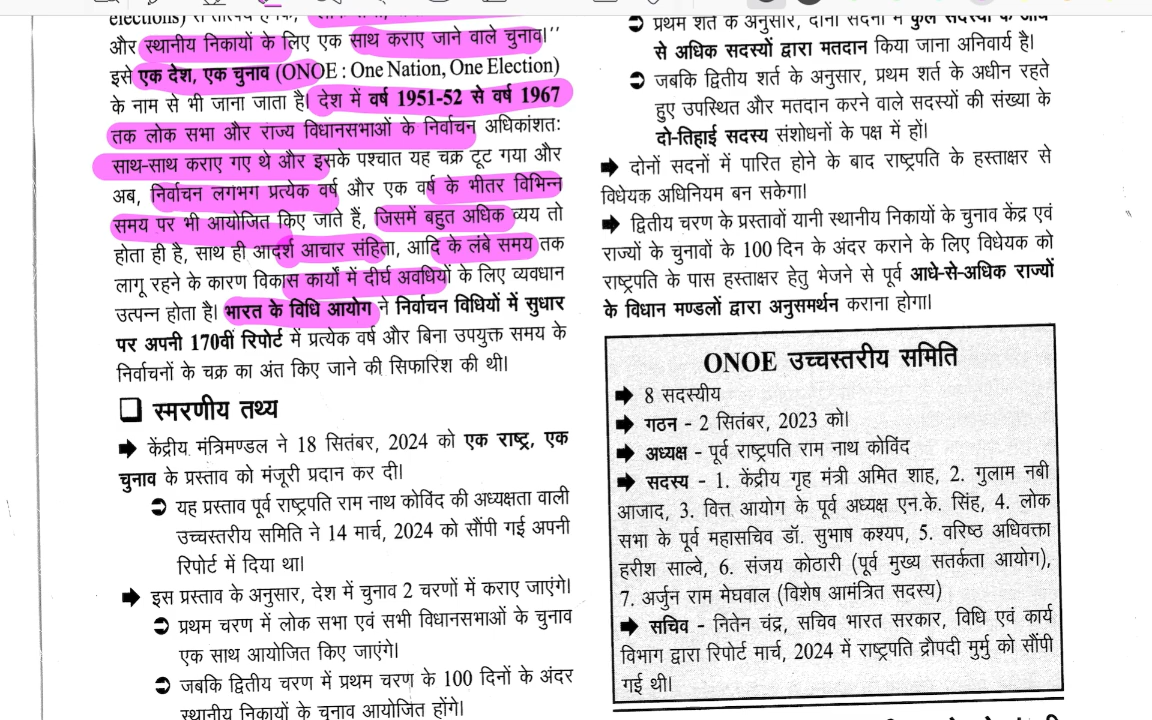 elections)
और स्थानीय निकायों के लिए एक साथ कराए जाने वाले चुनाव।''
इसे एक देश, एक चुनाव (ONOE : One Nation, One Election)
के नाम से भी जाना जाता है। देश में वर्ष 1951-52 से वर्ष 1967
तक लोक सभा और राज्य विधानसभाओं के निर्वाचन अधिकांशतः
साथ-साथ कराए गए थे और इसके पश्चात यह चक्र टूट गया और
अब, निर्वाचन लगभग प्रत्येक वर्ष और एक वर्ष के भीतर विभिन्न
समय पर भी आयोजित किए जाते हैं, जिसमें बहुत अधिक व्यय तो
होता ही है, साथ ही आदर्श आचार संहिता, आदि के लंबे समय तक
लागू रहने के कारण विकास कार्यों में दीर्घ अवधियों के लिए व्यवधान
उत्पन्न होता है। भारत के विधि आयोग ने निर्वाचन विधियों में सुधार
पर अपनी 170वीं रिपोर्ट में प्रत्येक वर्ष और बिना उपयुक्त समय के
निर्वाचनों के चक्र का अंत किए जाने की सिफारिश की थी।
❑ स्मरणीय तथ्य
➡ केंद्रीय मंत्रिमण्डल ने 18 सितंबर, 2024 को एक राष्ट्र, एक
चुनाव के प्रस्ताव को मंजूरी प्रदान कर दी।
➲ यह प्रस्ताव पूर्व राष्ट्रपति राम नाथ कोविंद की अध्यक्षता वाली
उच्चस्तरीय समिति ने 14 मार्च, 2024 को सौंपी गई अपनी
रिपोर्ट में दिया था।
➡ इस प्रस्ताव के अनुसार, देश में चुनाव 2 चरणों में कराए जाएंगे।
➲ प्रथम चरण में लोक सभा एवं सभी विधानसभाओं के चुनाव
एक साथ आयोजित किए जाएंगे।
➲ जबकि द्वितीय चरण में प्रथम चरण के 100 दिनों के अंदर
स्थानीय निकायों के चुनाव आयोजित होंगे।
➲ प्रथम शर्त के अनुसार, दोनों सदनों में कुल सदस्यों के आधे
से अधिक सदस्यों द्वारा मतदान किया जाना अनिवार्य है।
➲ जबकि द्वितीय शर्त के अनुसार, प्रथम शर्त के अधीन रहते
हुए उपस्थित और मतदान करने वाले सदस्यों की संख्या के
दो-तिहाई सदस्य संशोधनों के पक्ष में हों।
➡ दोनों सदनों में पारित होने के बाद राष्ट्रपति के हस्ताक्षर से
विधेयक अधिनियम बन सकेगा।
➡ द्वितीय चरण के प्रस्तावों यानी स्थानीय निकायों के चुनाव केंद्र एवं
राज्यों के चुनावों के 100 दिन के अंदर कराने के लिए विधेयक को
राष्ट्रपति के पास हस्ताक्षर हेतु भेजने से पूर्व आधे-से-अधिक राज्यों
के विधान मण्डलों द्वारा अनुसमर्थन कराना होगा।
ONOE उच्चस्तरीय समिति
➡ 8 सदस्यीय
➡ गठन - 2 सितंबर, 2023 को।
➡ अध्यक्ष - पूर्व राष्ट्रपति राम नाथ कोविंद
➡ सदस्य - 1. केंद्रीय गृह मंत्री अमित शाह, 2. गुलाम नबी
आजाद, 3. वित्त आयोग के पूर्व अध्यक्ष एन.के. सिंह, 4. लोक
सभा के पूर्व महासचिव डॉ. सुभाष कश्यप, 5. वरिष्ठ अधिवक्ता
हरीश साल्वे, 6. संजय कोठारी (पूर्व मुख्य सतर्कता आयोग),
7. अर्जुन राम मेघवाल (विशेष आमंत्रित सदस्य)
➡ सचिव - नितेन चंद्र, सचिव भारत सरकार, विधि एवं कार्य
विभाग द्वारा रिपोर्ट मार्च, 2024 में राष्ट्रपति द्रौपदी मुर्मु को सौंपी
गई थी।